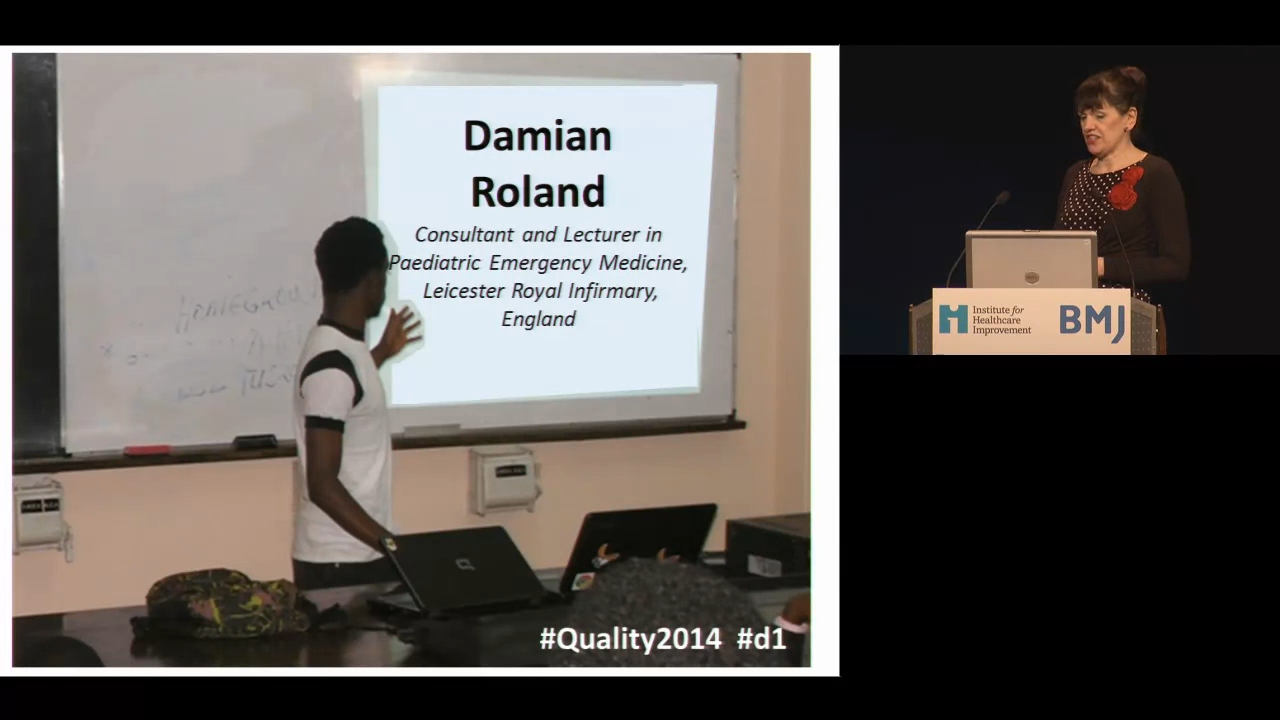 Damian
Roland
Consultant and Lecturer in
Paediatric Emergency Medicine,
Leicester Royal Infirmary,
England
#Quality2014 #d1
Institute for
Healthcare
Improvement
BMJ